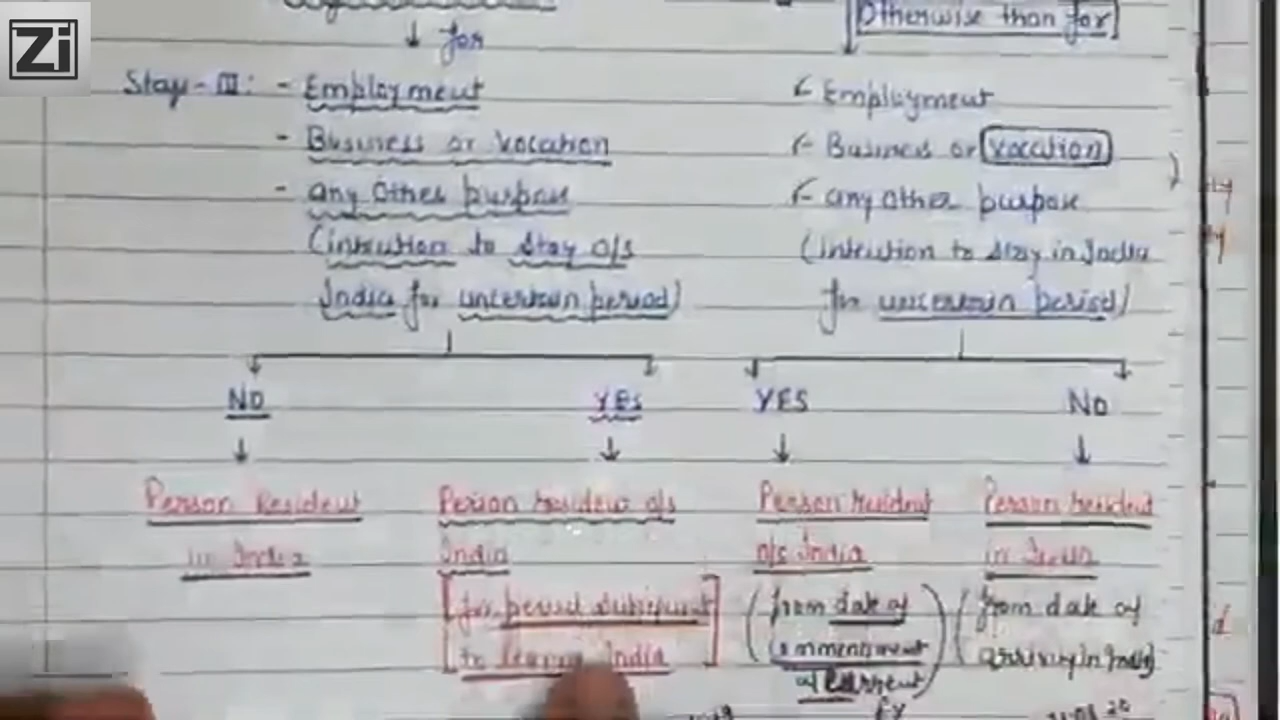 Zi
↓ for
Otherwise than for
Step-III: - Employment
- Business or vocation
- any other purpose
(intention to stay o/s
India for uncertain period)
Employment
Business or vocation
any other purpose
(intention to stay in India
for uncertain period)
NO
YES
YES
NO
Person Resident
in India
Person resident o/s
India
[for period subsequent
to leaving India]
Person resident
o/s India
(from date of
commencement
of current
fy
Person resident
in India
(from date of
arriving in India)